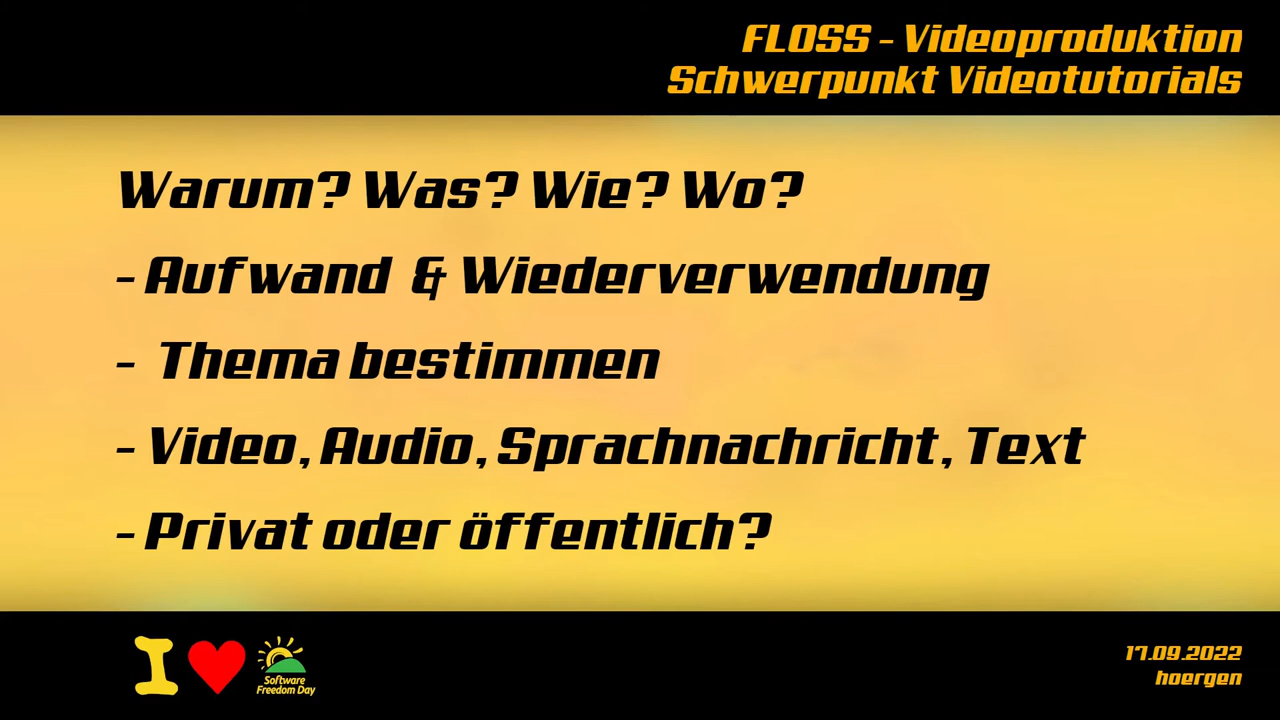 FLOSS - Videoproduktion
Schwerpunkt Videotutorials
Warum? Was? Wie? Wo?
- Aufwand & Wiederverwendung
- Thema bestimmen
- Video, Audio, Sprachnachricht, Text
- Privat oder öffentlich?
I
Software
Freedom Day
17.09.2022
hoergen